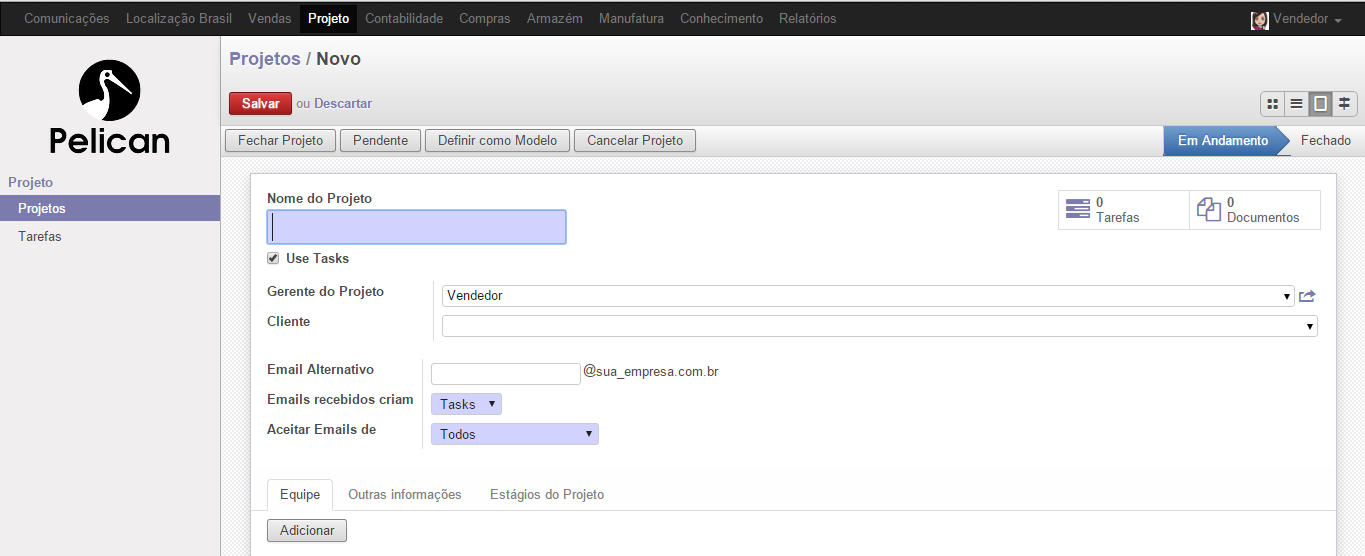 Comunicações Localização Brasil Vendas Projeto Contabilidade Compras Armazém Manufatura Conhecimento Relatórios Vendedor
Pelican
Projeto
Projetos
Tarefas
Projetos / Novo
Salvar ou Descartar
Fechar Projeto Pendente Definir como Modelo Cancelar Projeto Em Andamento Fechado
Nome do Projeto
0 Tarefas
0 Documentos
Use Tasks
Gerente do Projeto Vendedor
Cliente
Email Alternativo @sua_empresa.com.br
Emails recebidos criam Tasks
Aceitar Emails de Todos
Equipe Outras informações Estágios do Projeto
Adicionar